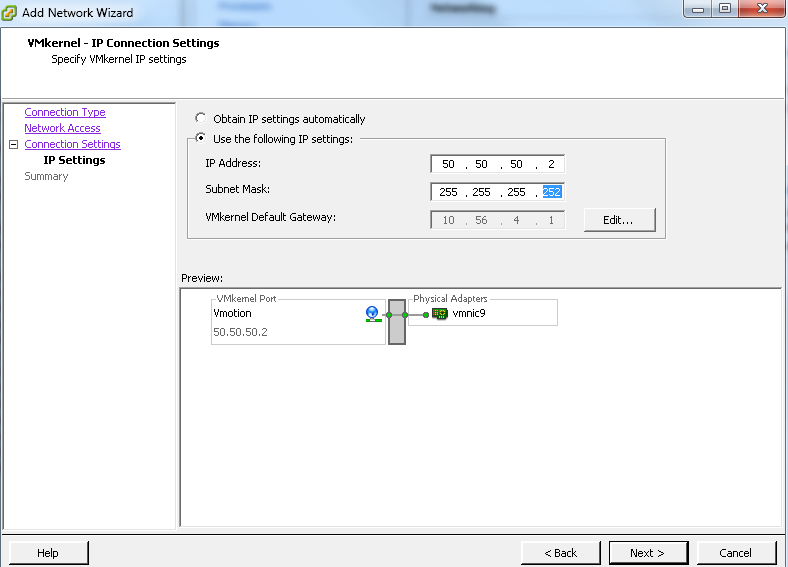 Add Network Wizard
VMkernel - IP Connection Settings
Specify VMkernel IP settings
Connection Type
Network Access
Connection Settings
IP Settings
Summary
Obtain IP settings automatically
Use the following IP settings:
IP Address: 50 . 50 . 50 . 2
Subnet Mask: 255 . 255 . 255 . 252
VMkernel Default Gateway: 10 . 56 . 4 . 1 Edit...
Preview:
VMkernel Port Physical Adapters
Vmotion vmnic9
50.50.50.2
Help < Back Next > Cancel